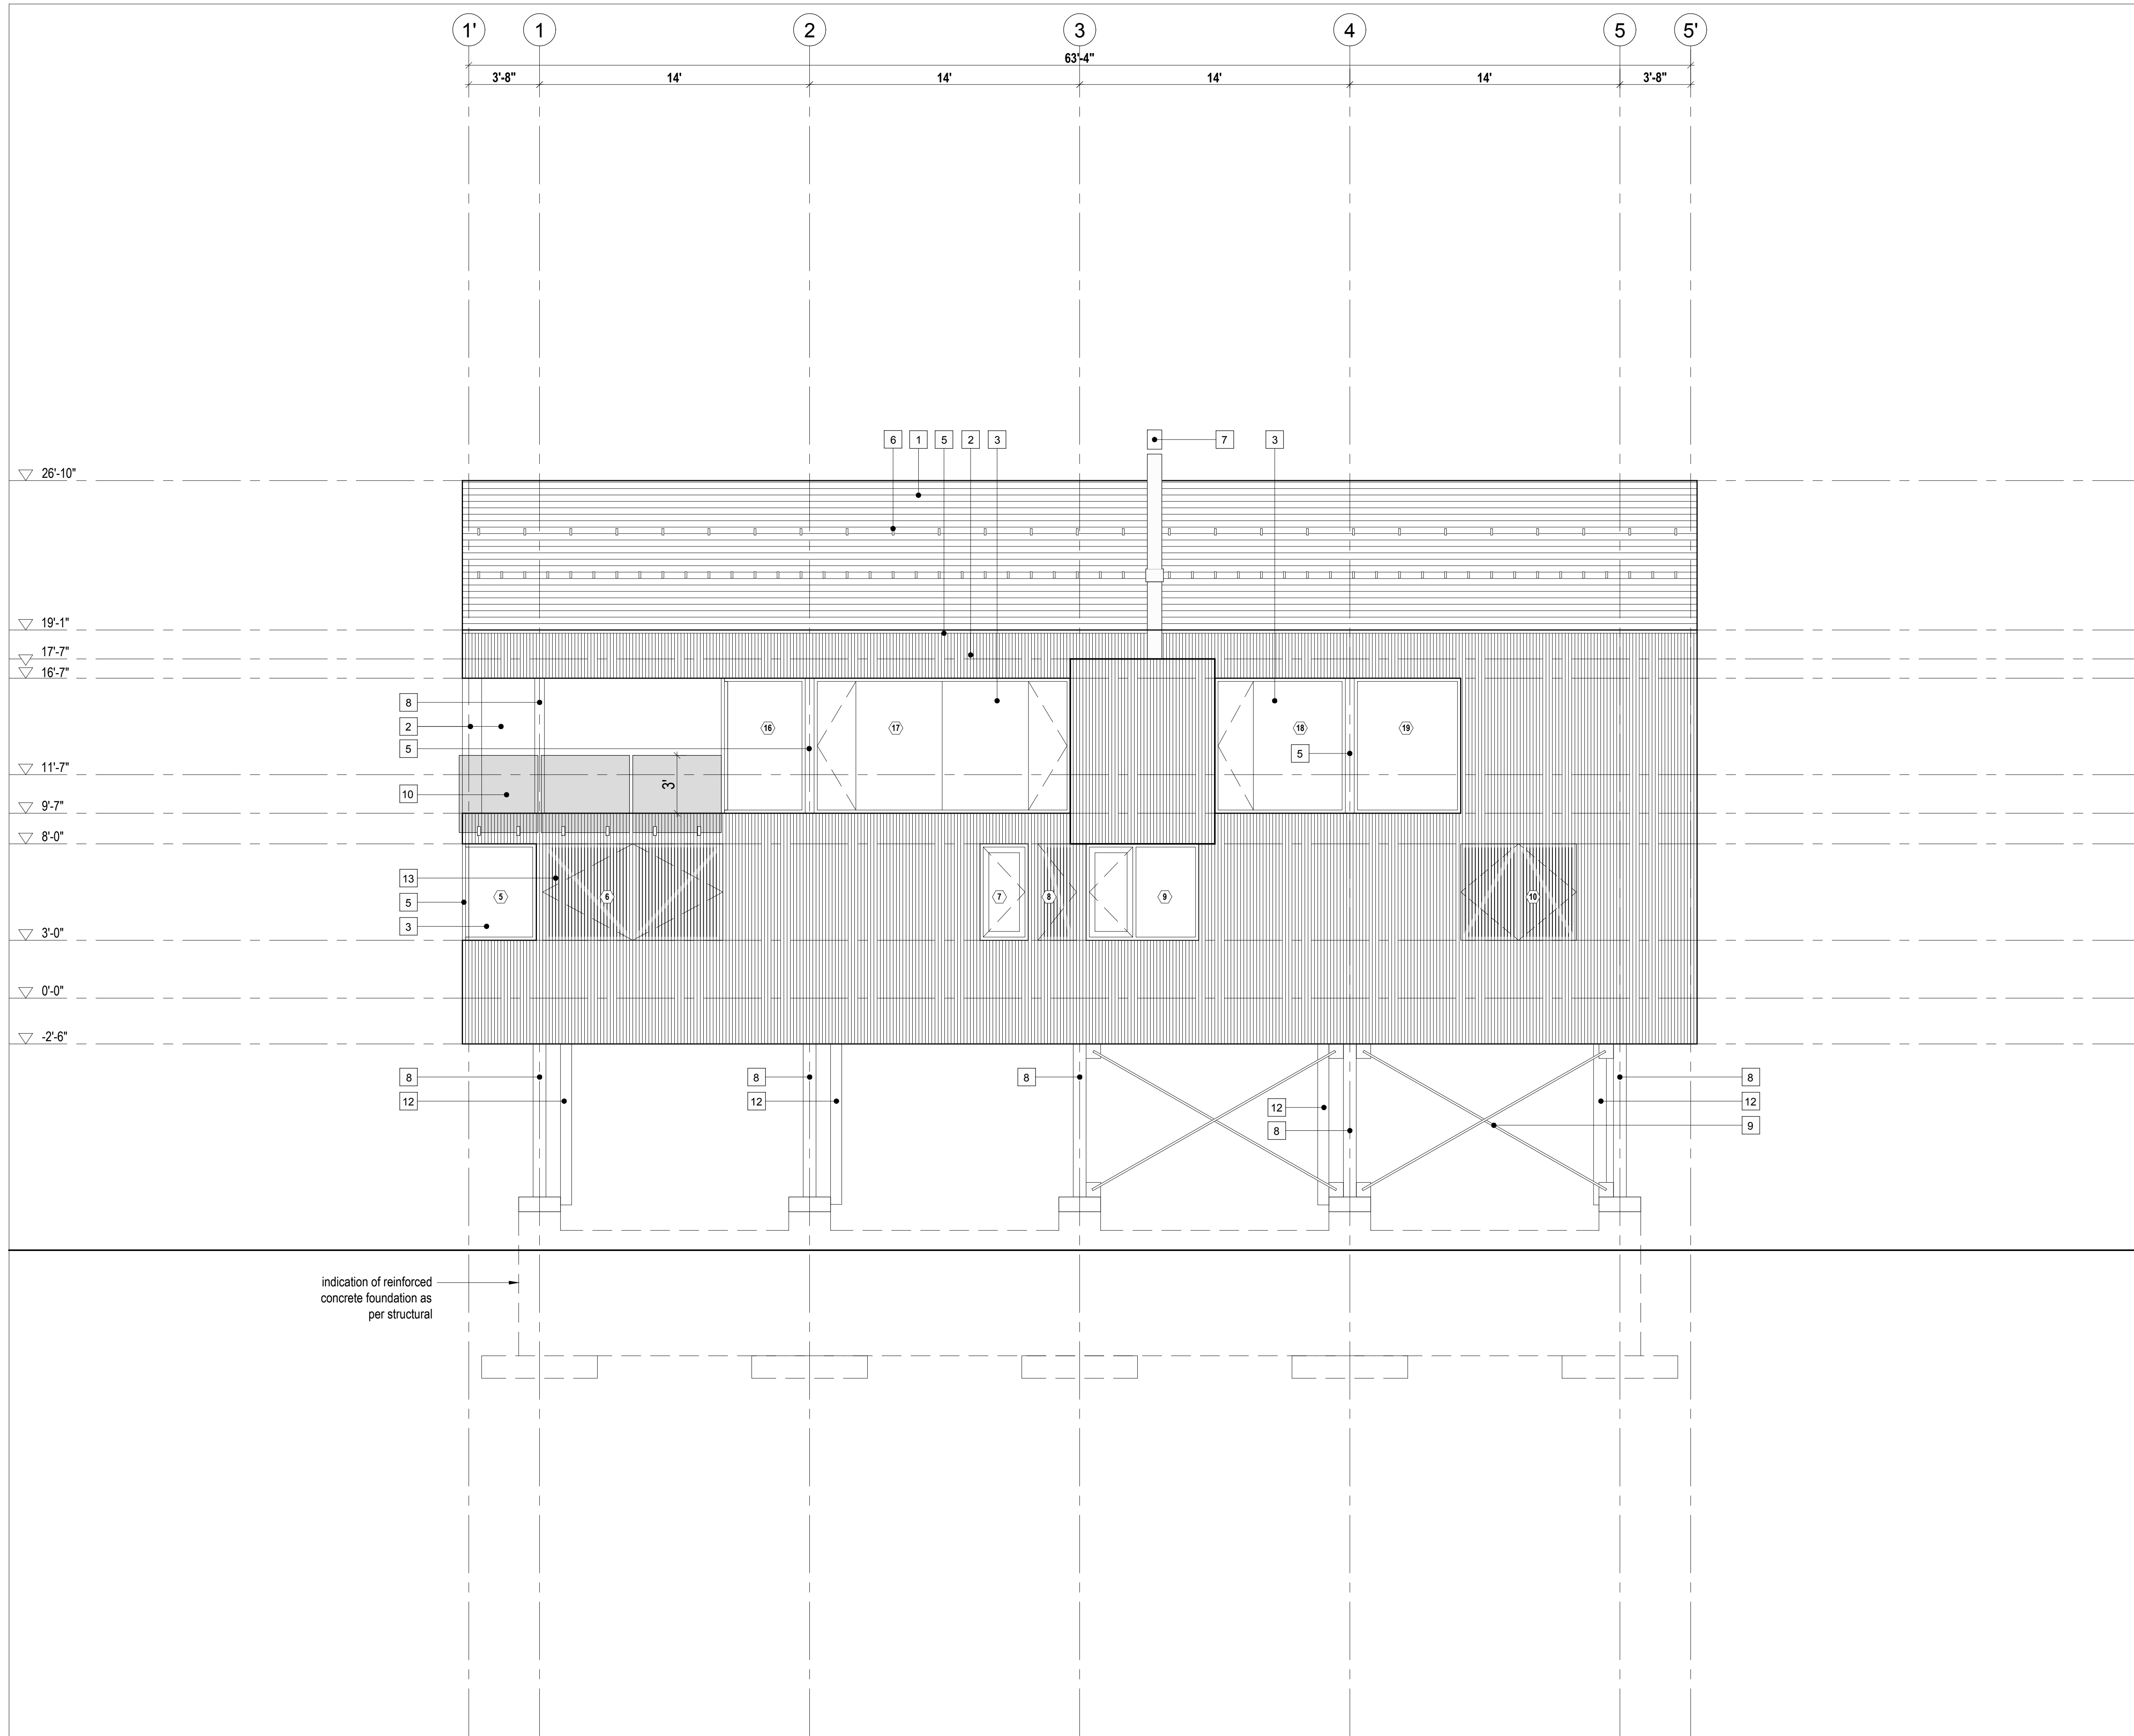 1' 1 2 3 4 5 5'
63'-4"
3'-8" 14' 14' 14' 14' 3'-8"
6 1 5 2 3 7 3
26'-10"
19'-1"
17'-7"
16'-7"
8
2
16 17 18 19
5
5
11'-7"
3'
10
9'-7"
8'-0"
13
5 6 7 8 9 10
5
3
3'-0"
0'-0"
-2'-6"
8 8 8 8
12 12 12 12
8 9
indication of reinforced
concrete foundation as
per structural